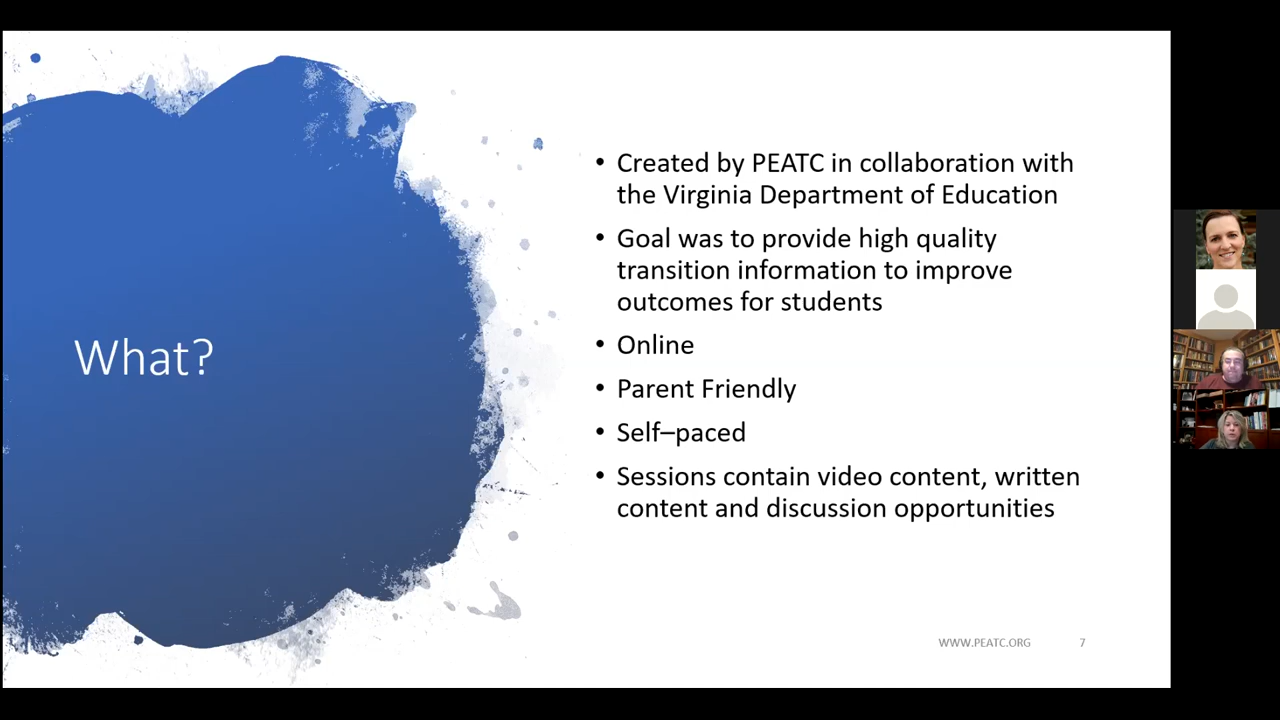 What?
• Created by PEATC in collaboration with
the Virginia Department of Education
• Goal was to provide high quality
transition information to improve
outcomes for students
• Online
• Parent Friendly
• Self–paced
• Sessions contain video content, written
content and discussion opportunities
WWW.PEATC.ORG 7